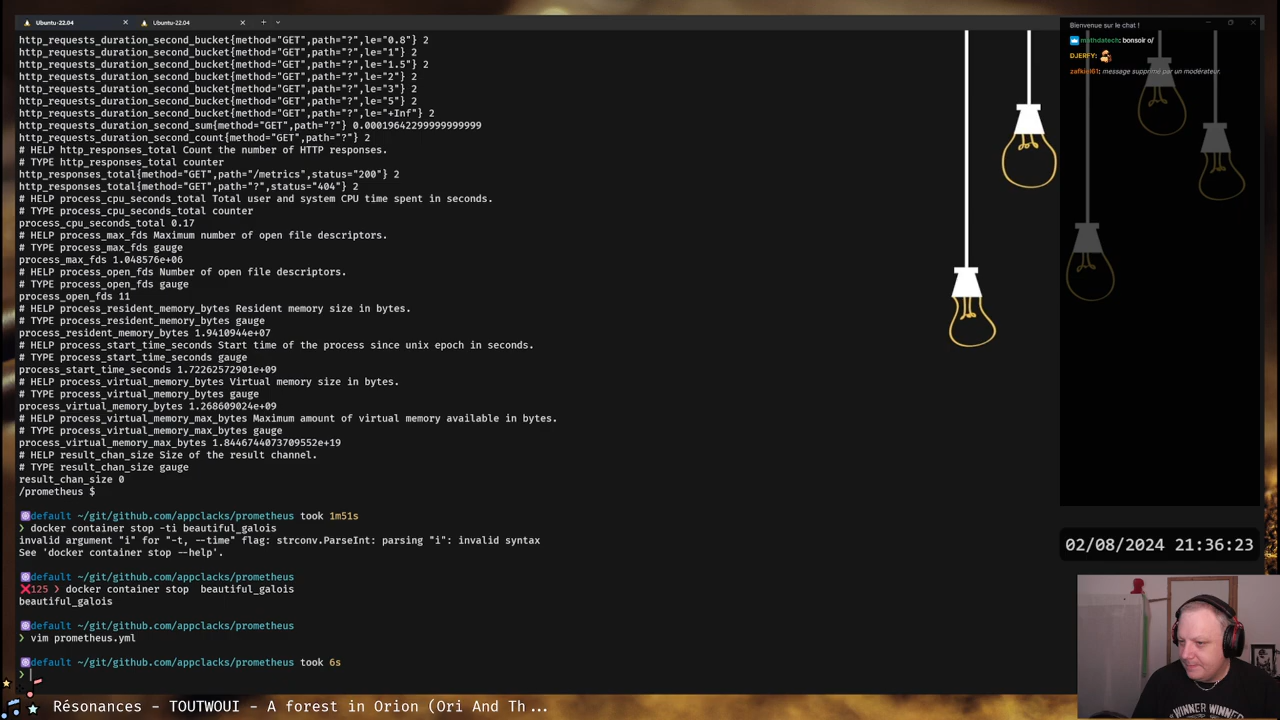 Ubuntu-22.04
Ubuntu-22.04
http_requests_duration_second_bucket{method="GET",path="?",le="0.8"} 2
http_requests_duration_second_bucket{method="GET",path="?",le="1"} 2
http_requests_duration_second_bucket{method="GET",path="?",le="1.5"} 2
http_requests_duration_second_bucket{method="GET",path="?",le="2"} 2
http_requests_duration_second_bucket{method="GET",path="?",le="3"} 2
http_requests_duration_second_bucket{method="GET",path="?",le="5"} 2
http_requests_duration_second_bucket{method="GET",path="?",le="+Inf"} 2
http_requests_duration_second_sum{method="GET",path="?"} 0.00019642299999999999
http_requests_duration_second_count{method="GET",path="?"} 2
# HELP http_responses_total Count the number of HTTP responses.
# TYPE http_responses_total counter
http_responses_total{method="GET",path="/metrics",status="200"} 2
http_responses_total{method="GET",path="?",status="404"} 2
# HELP process_cpu_seconds_total Total user and system CPU time spent in seconds.
# TYPE process_cpu_seconds_total counter
process_cpu_seconds_total 0.17
# HELP process_max_fds Maximum number of open file descriptors.
# TYPE process_max_fds gauge
process_max_fds 1.048576e+06
# HELP process_open_fds Number of open file descriptors.
# TYPE process_open_fds gauge
process_open_fds 11
# HELP process_resident_memory_bytes Resident memory size in bytes.
# TYPE process_resident_memory_bytes gauge
process_resident_memory_bytes 1.9410944e+07
# HELP process_start_time_seconds Start time of the process since unix epoch in seconds.
# TYPE process_start_time_seconds gauge
process_start_time_seconds 1.72262572901e+09
# HELP process_virtual_memory_bytes Virtual memory size in bytes.
# TYPE process_virtual_memory_bytes gauge
process_virtual_memory_bytes 1.268609024e+09
# HELP process_virtual_memory_max_bytes Maximum amount of virtual memory available in bytes.
# TYPE process_virtual_memory_max_bytes gauge
process_virtual_memory_max_bytes 1.8446744073709552e+19
# HELP result_chan_size Size of the result channel.
# TYPE result_chan_size gauge
result_chan_size 0
/prometheus $
default ~/git/github.com/appclacks/prometheus took 1m51s
❯ docker container stop -ti beautiful_galois
invalid argument "i" for "-t, --time" flag: strconv.ParseInt: parsing "i": invalid syntax
See 'docker container stop --help'.
default ~/git/github.com/appclacks/prometheus
❌125 ❯ docker container stop  beautiful_galois
beautiful_galois
default ~/git/github.com/appclacks/prometheus
❯ vim prometheus.yml
default ~/git/github.com/appclacks/prometheus took 6s
❯
Bienvenue sur le chat !
mathdatech: bonsoir o/
DJERFY:
zafkiel61: message supprimé par un modérateur.
02/08/2024 21:36:23
WINNER WINNER
Résonances - TOUTWOUI - A forest in Orion (Ori And Th ...